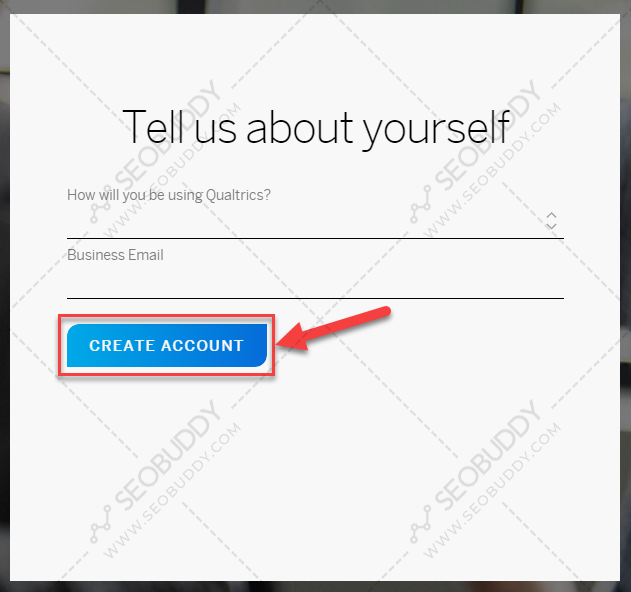 SEOBUDDY
WWW.SEOBUDDY.COM
SEOBUDDY
WWW.SEOBUDDY.COM
Tell us about yourself
How will you be using Qualtrics?
Business Email
CREATE ACCOUNT
SEOBUDDY
WWW.SEOBUDDY.COM
SEOBUDDY
WWW.SEOBUDDY.COM